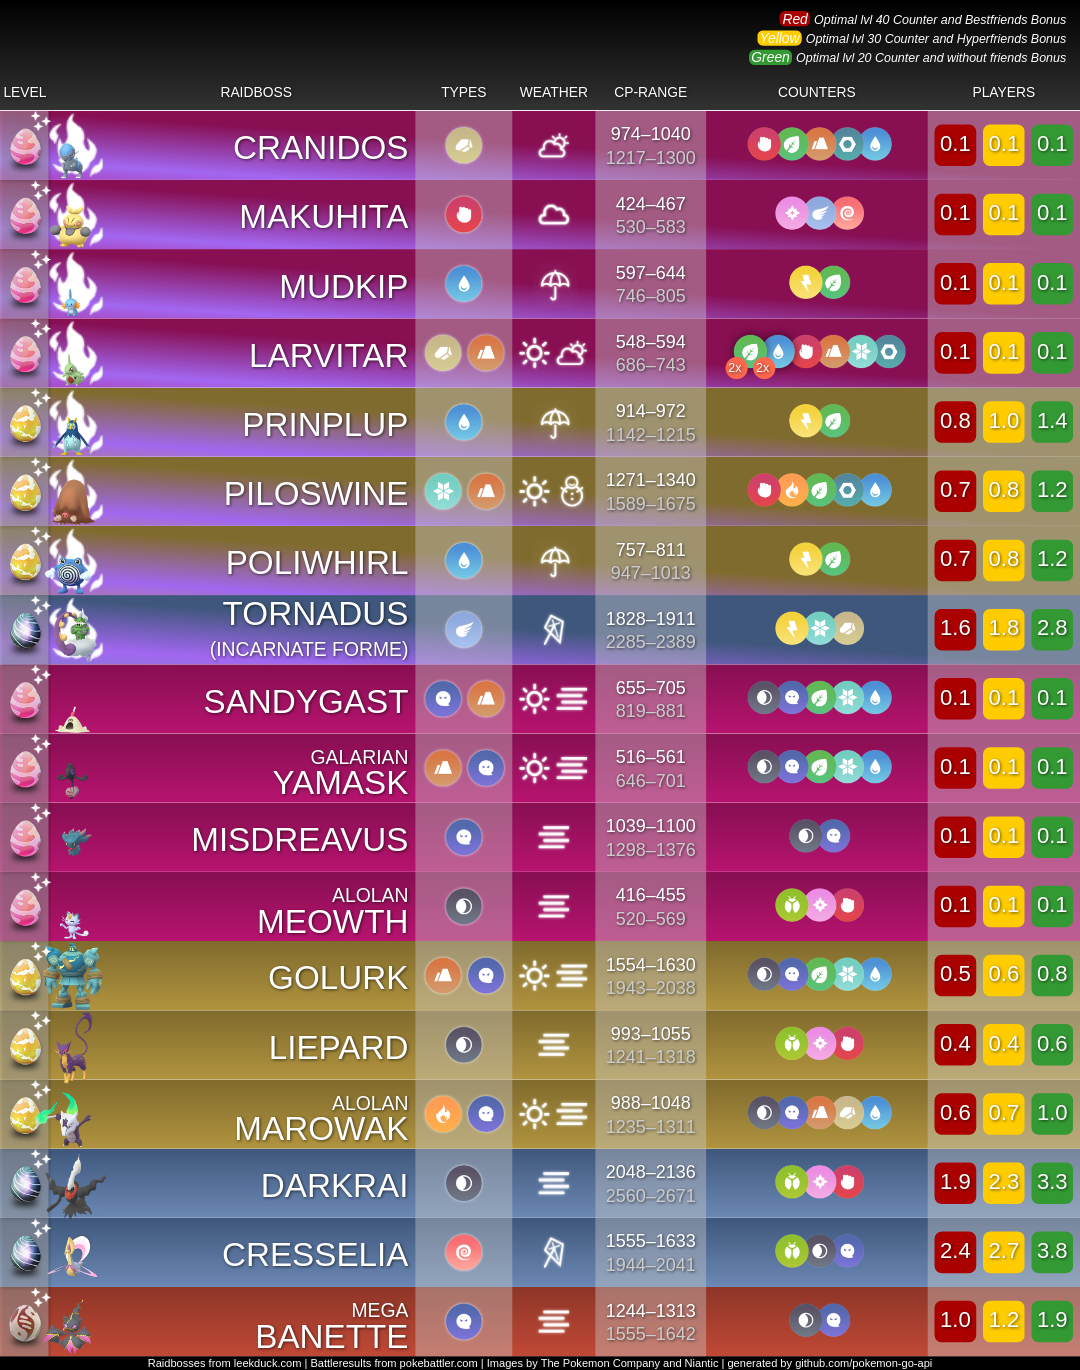 Red Optimal lvl 40 Counter and Bestfriends Bonus
Yellow Optimal lvl 30 Counter and Hyperfriends Bonus
Green Optimal lvl 20 Counter and without friends Bonus
LEVEL RAIDBOSS TYPES WEATHER CP-RANGE COUNTERS PLAYERS
CRANIDOS 974–1040 0.1 0.1 0.1
1217–1300
MAKUHITA 424–467 0.1 0.1 0.1
530–583
MUDKIP 597–644 0.1 0.1 0.1
746–805
LARVITAR 548–594 0.1 0.1 0.1
686–743 2x 2x
PRINPLUP 914–972 0.8 1.0 1.4
1142–1215
PILOSWINE 1271–1340 0.7 0.8 1.2
1589–1675
POLIWHIRL 757–811 0.7 0.8 1.2
947–1013
TORNADUS 1828–1911 1.6 1.8 2.8
(INCARNATE FORME) 2285–2389
SANDYGAST 655–705 0.1 0.1 0.1
819–881
GALARIAN 516–561 0.1 0.1 0.1
YAMASK 646–701
MISDREAVUS 1039–1100 0.1 0.1 0.1
1298–1376
ALOLAN 416–455 0.1 0.1 0.1
MEOWTH 520–569
GOLURK 1554–1630 0.5 0.6 0.8
1943–2038
LIEPARD 993–1055 0.4 0.4 0.6
1241–1318
ALOLAN 988–1048 0.6 0.7 1.0
MAROWAK 1235–1311
DARKRAI 2048–2136 1.9 2.3 3.3
2560–2671
CRESSELIA 1555–1633 2.4 2.7 3.8
1944–2041
MEGA 1244–1313 1.0 1.2 1.9
BANETTE 1555–1642
Raidbosses from leekduck.com | Battleresults from pokebattler.com | Images by The Pokemon Company and Niantic | generated by github.com/pokemon-go-api